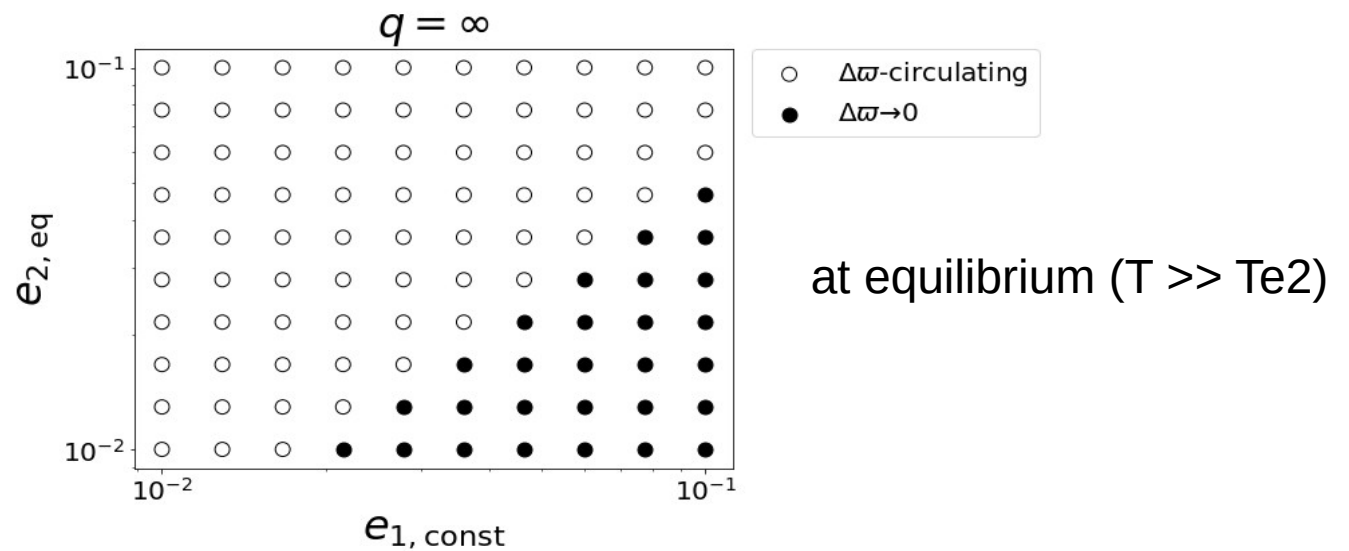 q = ∞
10⁻¹
10⁻²
e₂, eq
10⁻²
10⁻¹
e₁, const
Δϖ-circulating
Δϖ→0
at equilibrium (T >> Te2)